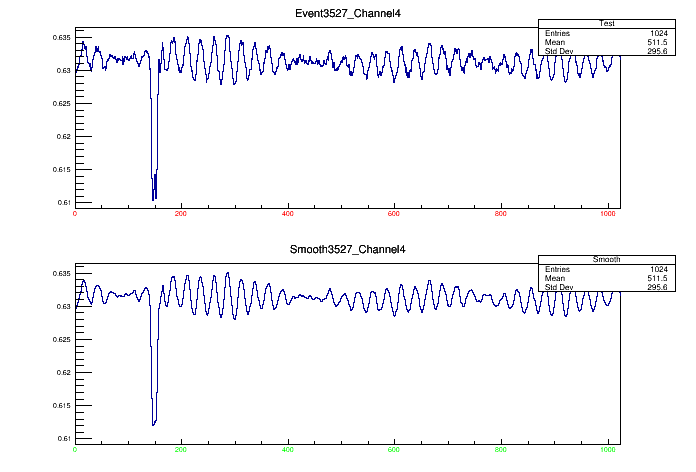 Event3527_Channel4
Test
Entries 1024
Mean 511.5
Std Dev 295.6
0.635
0.63
0.625
0.62
0.615
0.61
0 200 400 600 800 1000
Smooth3527_Channel4
Smooth
Entries 1024
Mean 511.5
Std Dev 295.6
0.635
0.63
0.625
0.62
0.615
0.61
0 200 400 600 800 1000